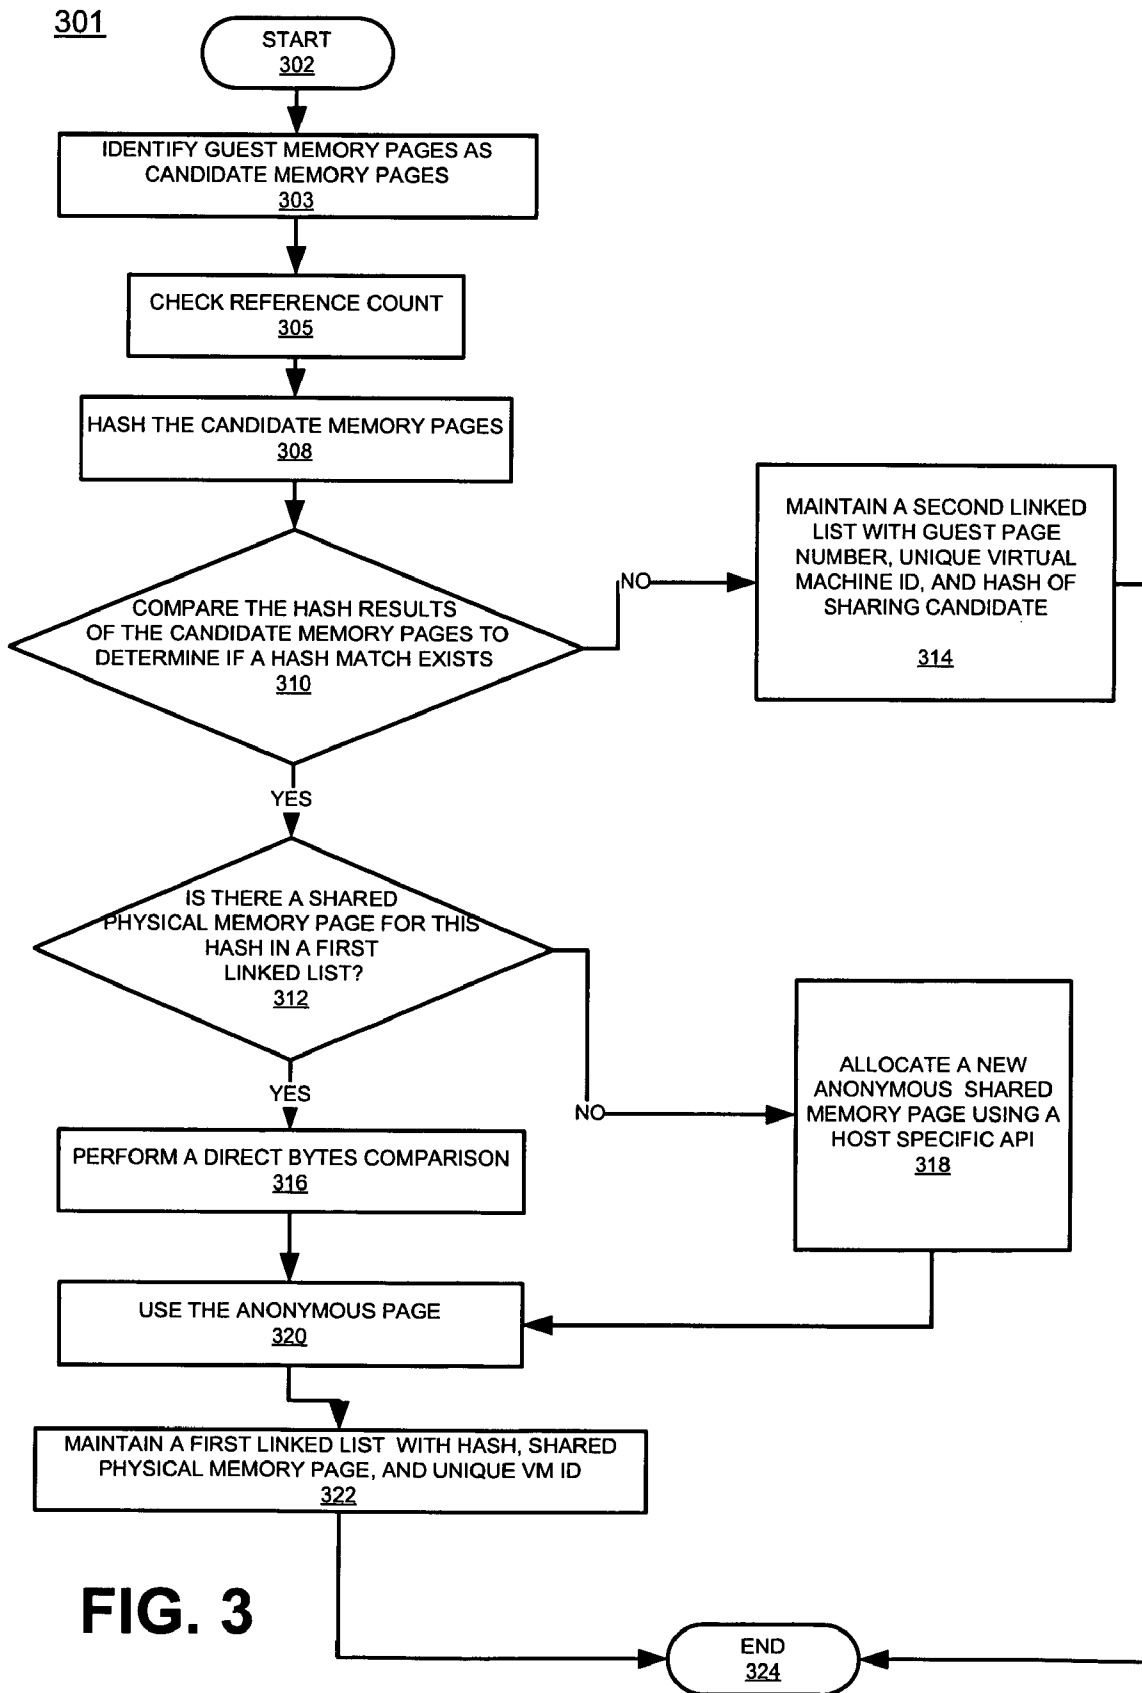 301
START
302
IDENTIFY GUEST MEMORY PAGES AS
CANDIDATE MEMORY PAGES
303
CHECK REFERENCE COUNT
305
HASH THE CANDIDATE MEMORY PAGES
308
COMPARE THE HASH RESULTS
OF THE CANDIDATE MEMORY PAGES TO
DETERMINE IF A HASH MATCH EXISTS
310
NO
MAINTAIN A SECOND LINKED
LIST WITH GUEST PAGE
NUMBER, UNIQUE VIRTUAL
MACHINE ID, AND HASH OF
SHARING CANDIDATE
314
YES
IS THERE A SHARED
PHYSICAL MEMORY PAGE FOR THIS
HASH IN A FIRST
LINKED LIST?
312
NO
ALLOCATE A NEW
ANONYMOUS SHARED
MEMORY PAGE USING A
HOST SPECIFIC API
318
YES
PERFORM A DIRECT BYTES COMPARISON
316
USE THE ANONYMOUS PAGE
320
MAINTAIN A FIRST LINKED LIST WITH HASH, SHARED
PHYSICAL MEMORY PAGE, AND UNIQUE VM ID
322
FIG. 3
END
324